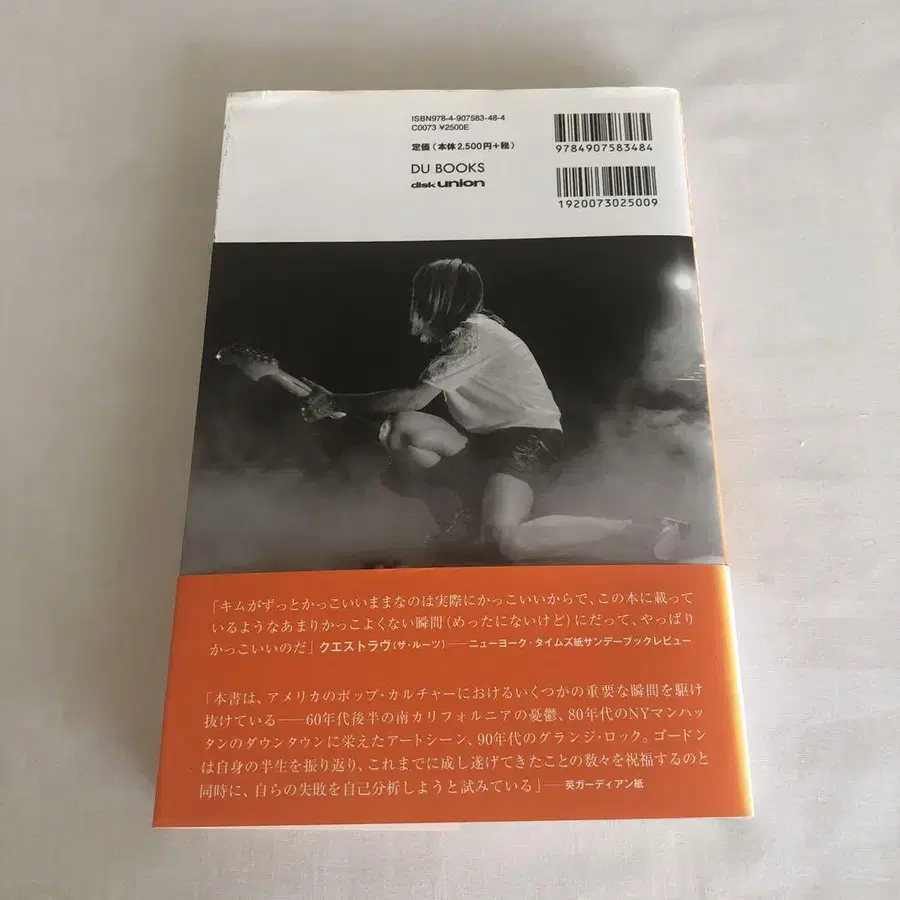 ISBN978-4-907583-48-4
C0073 ¥2500E
定価(本体2,500円+税)
DU BOOKS
disk union
9784907583484
1920073025009
「キムがずっとかっこいいままなのは実際にかっこいいからで、この本に載って
いるようなあまりかっこよくない瞬間(めったにないけど)にだって、やっぱり
かっこいいのだ」クエストラヴ(ザ・ルーツ)——ニューヨーク・タイムズ紙サンデーブックレビュー
「本書は、アメリカのポップ・カルチャーにおけるいくつかの重要な瞬間を駆け
抜けている——60年代後半の南カリフォルニアの憂鬱、80年代のNYマンハッ
タンのダウンタウンに栄えたアートシーン、90年代のグランジ・ロック。ゴードン
は自身の半生を振り返り、これまでに成し遂げてきたことの数々を祝福するのと
同時に、自らの失敗を自己分析しようと試みている」——英ガーディアン紙